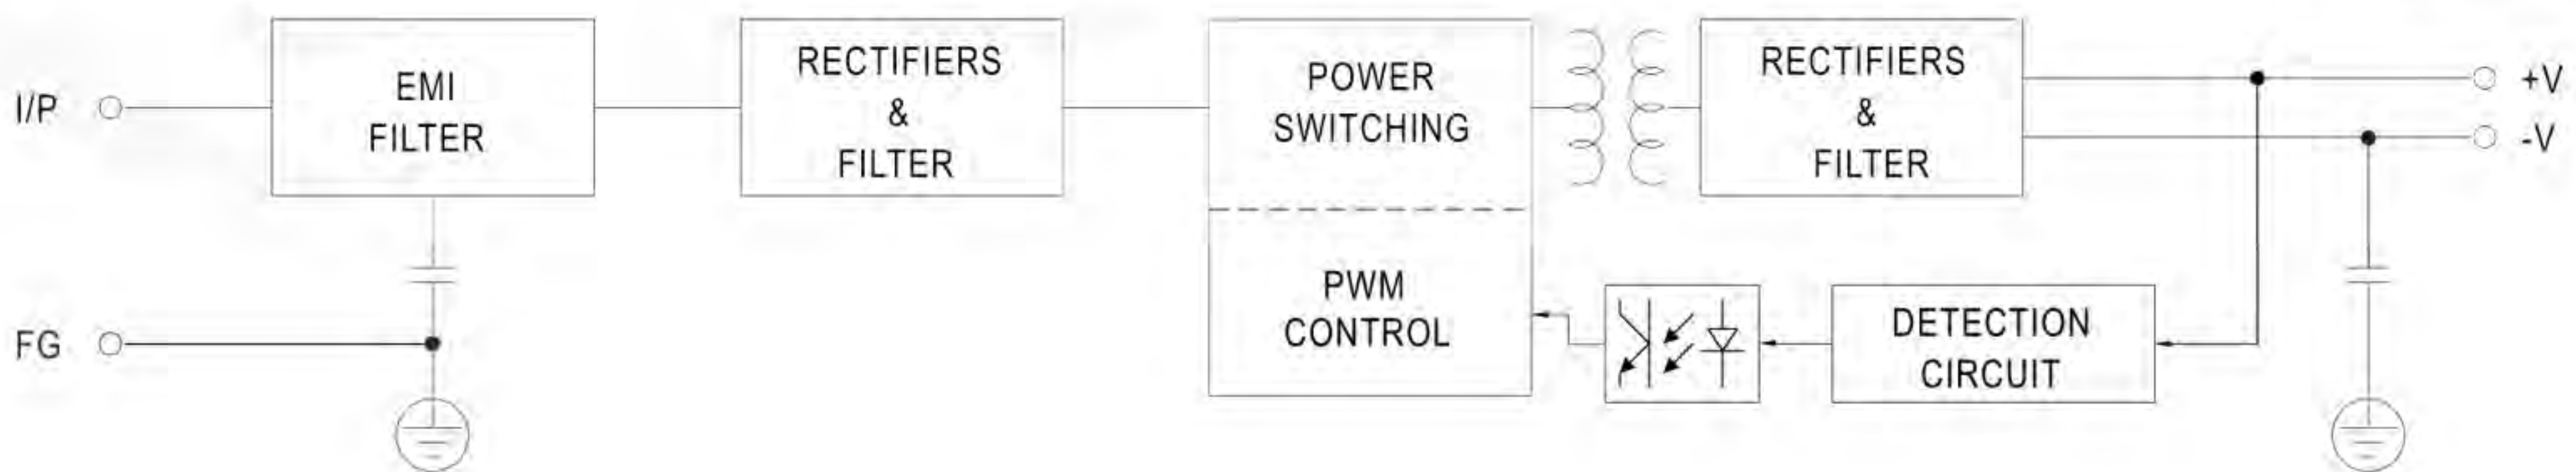 I/P
EMI
FILTER
RECTIFIERS
&
FILTER
POWER
SWITCHING
RECTIFIERS
&
FILTER
+V
-V
PWM
CONTROL
DETECTION
CIRCUIT
FG